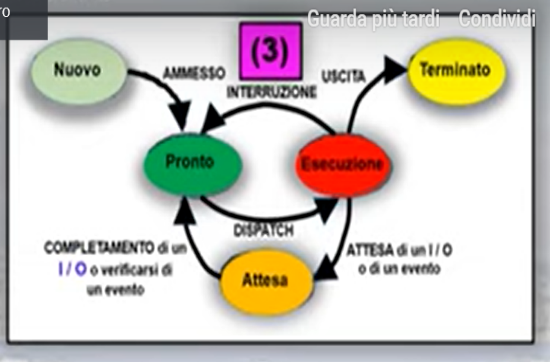 ro
Guarda più tardi Condividi
(3)
Nuovo
AMMESSO
INTERRUZIONE
USCITA
Terminato
Pronto
Esecuzione
DISPATCH
COMPLETAMENTO di un
I / O o verificarsi di
un evento
Attesa
ATTESA di un I / O
o di un evento